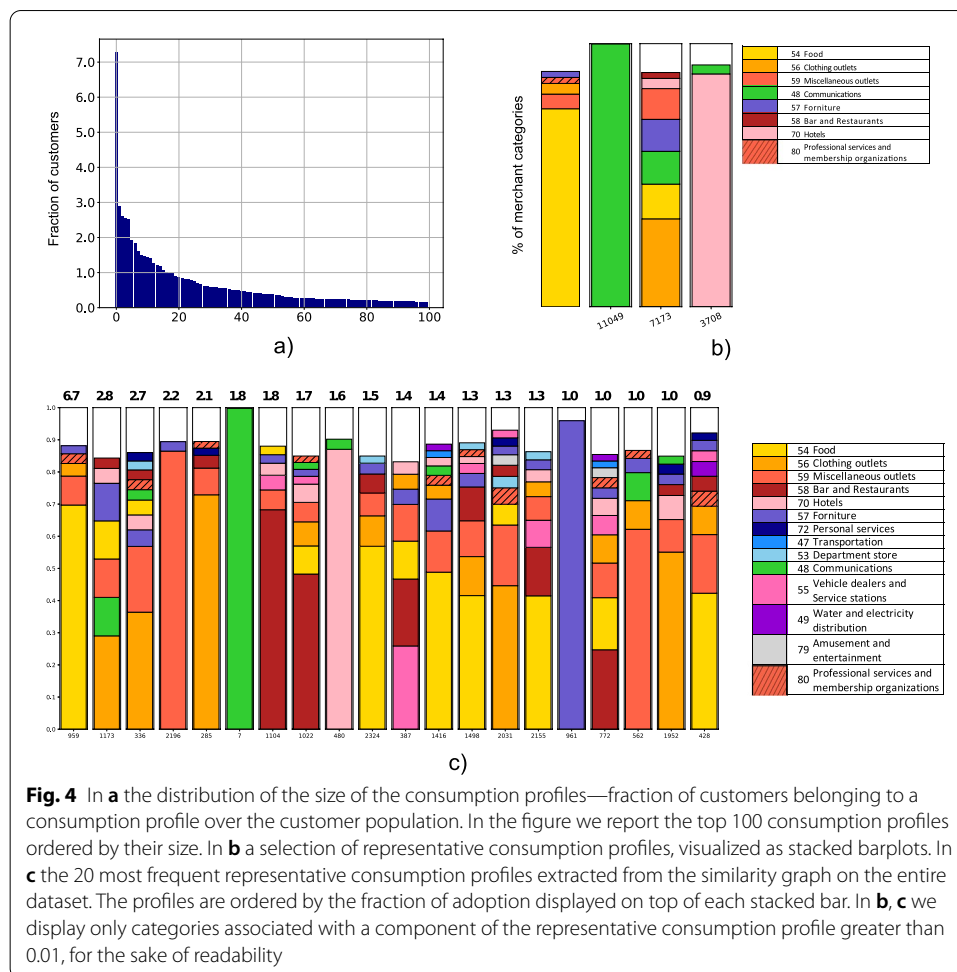 7.0
6.0
5.0
4.0
3.0
2.0
1.0
0.0
Fraction of customers
0 20 40 60 80 100
a)
% of merchant categories
11049 7173 3708
b)
54 Food
56 Clothing outlets
59 Miscellaneous outlets
48 Communications
57 Forniture
58 Bar and Restaurants
70 Hotels
80 Professional services and
membership organizations
6.7 2.8 2.7 2.2 2.1 1.8 1.8 1.7 1.6 1.5 1.4 1.4 1.3 1.3 1.3 1.0 1.0 1.0 1.0 0.9
1.0
0.9
0.8
0.7
0.6
0.5
0.4
0.3
0.2
0.1
0.0
959 1173 336 2196 285 7 1104 1022 480 2324 387 1416 1498 2031 2155 961 772 562 1952 428
c)
54 Food
56 Clothing outlets
59 Miscellaneous outlets
58 Bar and Restaurants
70 Hotels
57 Forniture
72 Personal services
47 Transportation
53 Department store
48 Communications
55 Vehicle dealers and
Service stations
49 Water and electricity
distribution
79 Amusement and
entertainment
80 Professional services and
membership organizations
Fig. 4 In a the distribution of the size of the consumption profiles—fraction of customers belonging to a
consumption profile over the customer population. In the figure we report the top 100 consumption profiles
ordered by their size. In b a selection of representative consumption profiles, visualized as stacked barplots. In
c the 20 most frequent representative consumption profiles extracted from the similarity graph on the entire
dataset. The profiles are ordered by the fraction of adoption displayed on top of each stacked bar. In b, c we
display only categories associated with a component of the representative consumption profile greater than
0.01, for the sake of readability